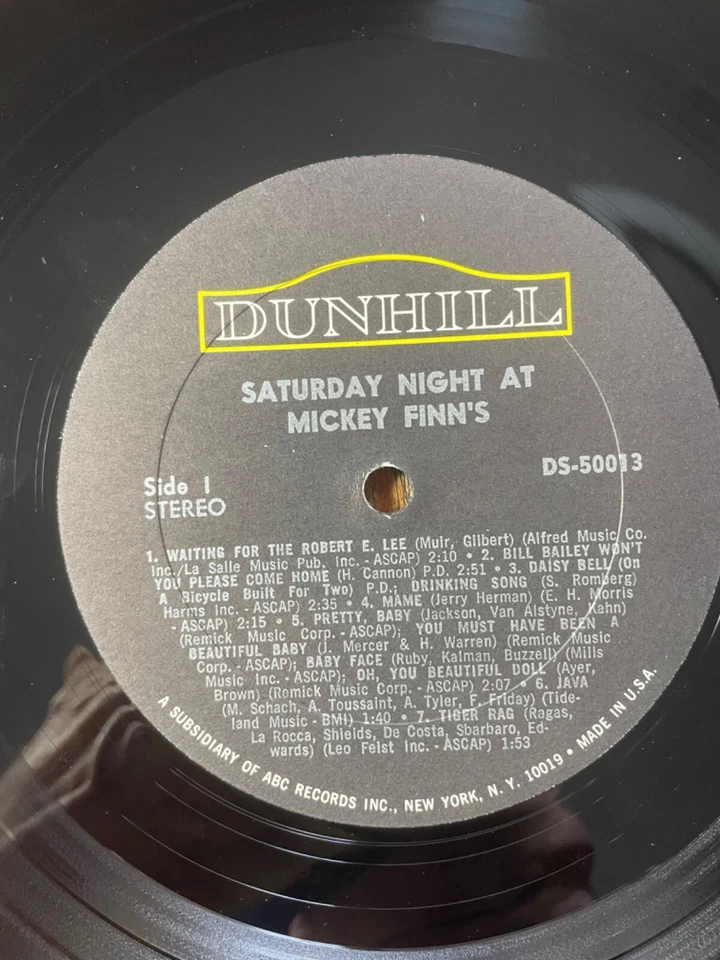 DUNHILL
SATURDAY NIGHT AT
MICKEY FINN'S
Side 1
STEREO
DS-50013
1. WAITING FOR THE ROBERT E. LEE (Muir, Gilbert) (Alfred Music Co.
Inc./La Salle Music Pub. Inc. - ASCAP) 2:10 • 2. BILL BAILEY WON'T
YOU PLEASE COME HOME (H. Cannon) P.D. 2:51 • 3. DAISY BELL (On
A Bicycle Built For Two) P.D.; DRINKING SONG (S. Romberg)
Harms Inc. - ASCAP) 2:35 • 4. MAME (Jerry Herman) (E. H. Morris
- ASCAP) 2:15 • 5. PRETTY, BABY (Jackson, Van Alstyne, Kahn)
(Remick Music Corp. - ASCAP); YOU MUST HAVE BEEN A
BEAUTIFUL BABY (J. Mercer & H. Warren) (Remick Music
Corp. - ASCAP); BABY FACE (Ruby, Kalman, Buzzell) (Mills
Music Inc. - ASCAP); OH, YOU BEAUTIFUL DOLL (Ayer,
Brown) (Remick Music Corp. - ASCAP) 2:07 • 6. JAVA
(M. Schach, A. Toussaint, A. Tyler, F. Friday) (Tide-
land Music - BMI) 1:40 • 7. TIGER RAG (Ragas,
La Rocca, Shields, De Costa, Sbarbaro, Ed-
wards) (Leo Feist Inc. - ASCAP) 1:53
A SUBSIDIARY OF ABC RECORDS INC., NEW YORK, N. Y. 10019 • MADE IN U.S.A.